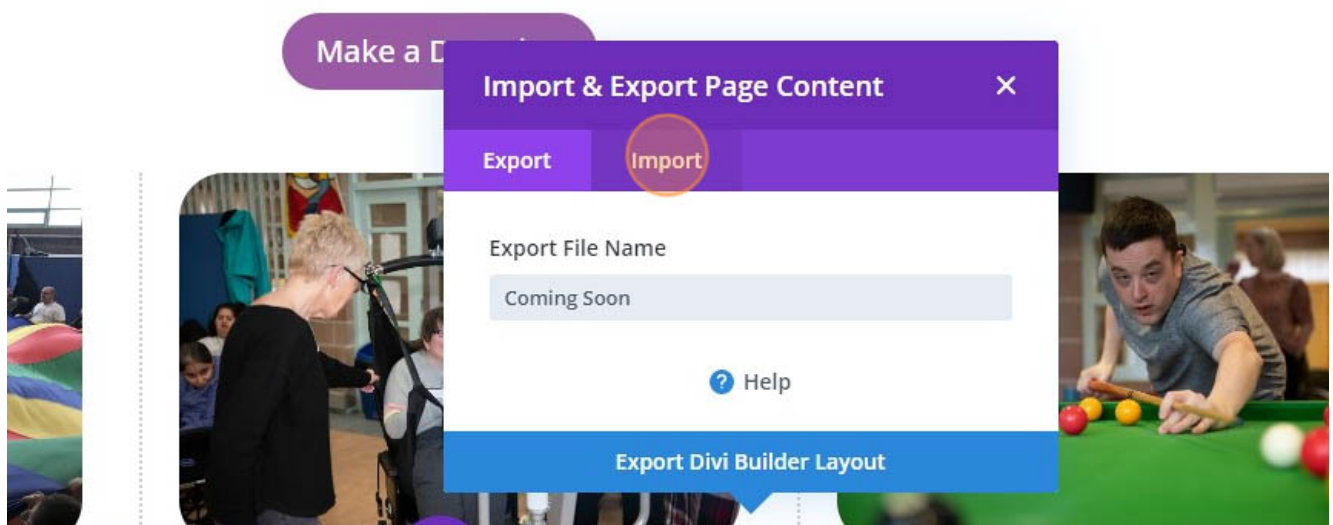 Make a D
Import & Export Page Content
Export
Import
Export File Name
Coming Soon
Help
Export Divi Builder Layout